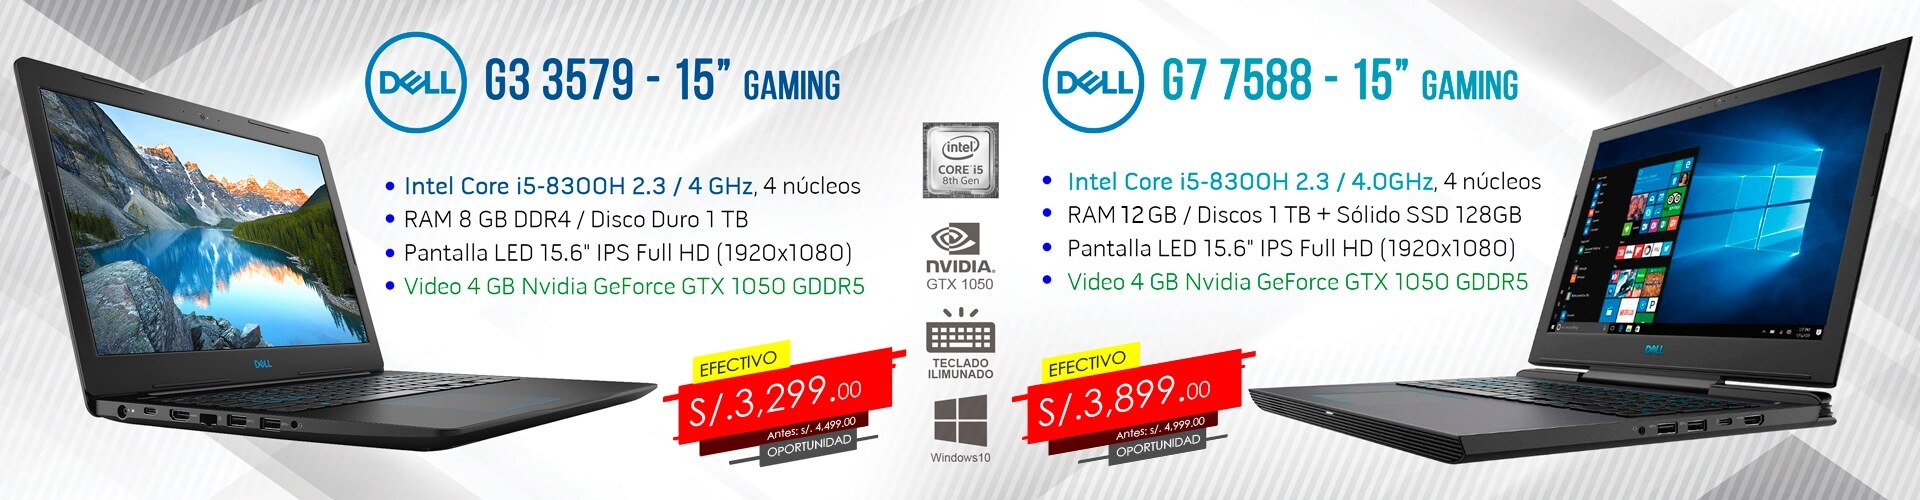 DELL G3 3579 - 15” GAMING
• Intel Core i5-8300H 2.3 / 4 GHz, 4 núcleos
• RAM 8 GB DDR4 / Disco Duro 1 TB
• Pantalla LED 15.6" IPS Full HD (1920x1080)
• Video 4 GB Nvidia GeForce GTX 1050 GDDR5
EFECTIVO
S/.3,299.00
Antes: s/. 4,499.00
OPORTUNIDAD
DELL
intel
CORE i5
8th Gen
NVIDIA.
GTX 1050
TECLADO
ILIMUNADO
Windows10
DELL G7 7588 - 15” GAMING
• Intel Core i5-8300H 2.3 / 4.0GHz, 4 núcleos
• RAM 12 GB / Discos 1 TB + Sólido SSD 128GB
• Pantalla LED 15.6" IPS Full HD (1920x1080)
• Video 4 GB Nvidia GeForce GTX 1050 GDDR5
EFECTIVO
S/.3,899.00
Antes: s/. 4,999.00
OPORTUNIDAD
DELL